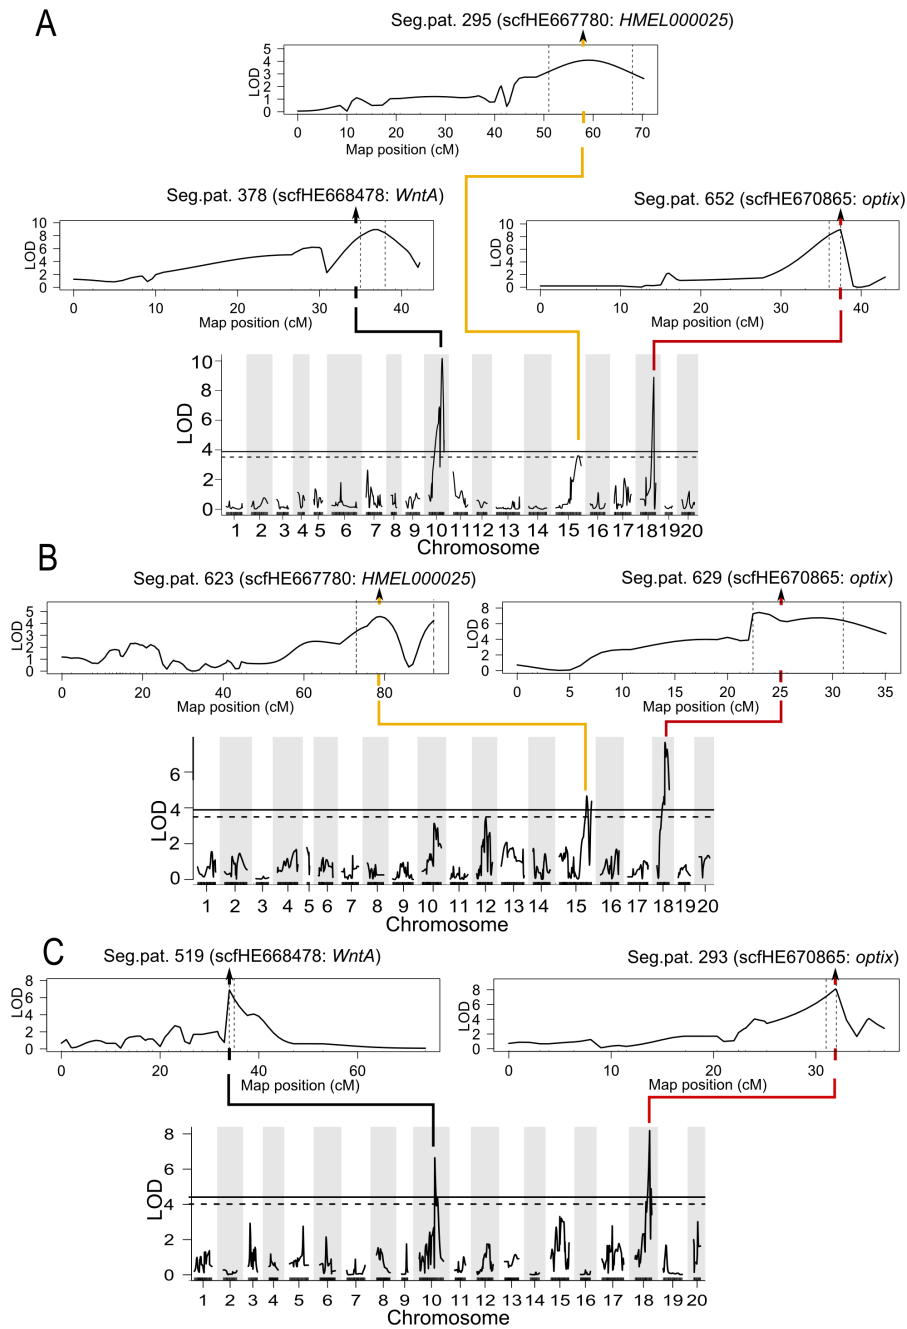 A
Seg.pat. 295 (scfHE667780: HMEL000025)
5
4
3
2
1
0
LOD
0 10 20 30 40 50 60 70
Map position (cM)
Seg.pat. 378 (scfHE668478: WntA)
10
8
6
4
2
0
LOD
0 10 20 30 40
Map position (cM)
Seg.pat. 652 (scfHE670865: optix)
10
8
6
4
2
0
LOD
0 10 20 30 40
Map position (cM)
10
8
6
4
2
0
LOD
1 2 3 4 5 6 7 8 9 10 11 12 13 14 15 16 17 18 19 20
Chromosome
B
Seg.pat. 623 (scfHE667780: HMEL000025)
5
4
3
2
1
0
LOD
0 20 40 60 80
Map position (cM)
Seg.pat. 629 (scfHE670865: optix)
8
6
4
2
0
LOD
0 5 10 15 20 25 30 35
Map position (cM)
6
4
2
0
LOD
1 2 3 4 5 6 7 8 9 10 11 12 13 14 15 16 17 18 19 20
Chromosome
C
Seg.pat. 519 (scfHE668478: WntA)
8
6
4
2
0
LOD
0 20 40 60
Map position (cM)
Seg.pat. 293 (scfHE670865: optix)
8
6
4
2
0
LOD
0 10 20 30
Map position (cM)
8
6
4
2
0
LOD
1 2 3 4 5 6 7 8 9 10 11 12 13 14 15 16 17 18 19 20
Chromosome